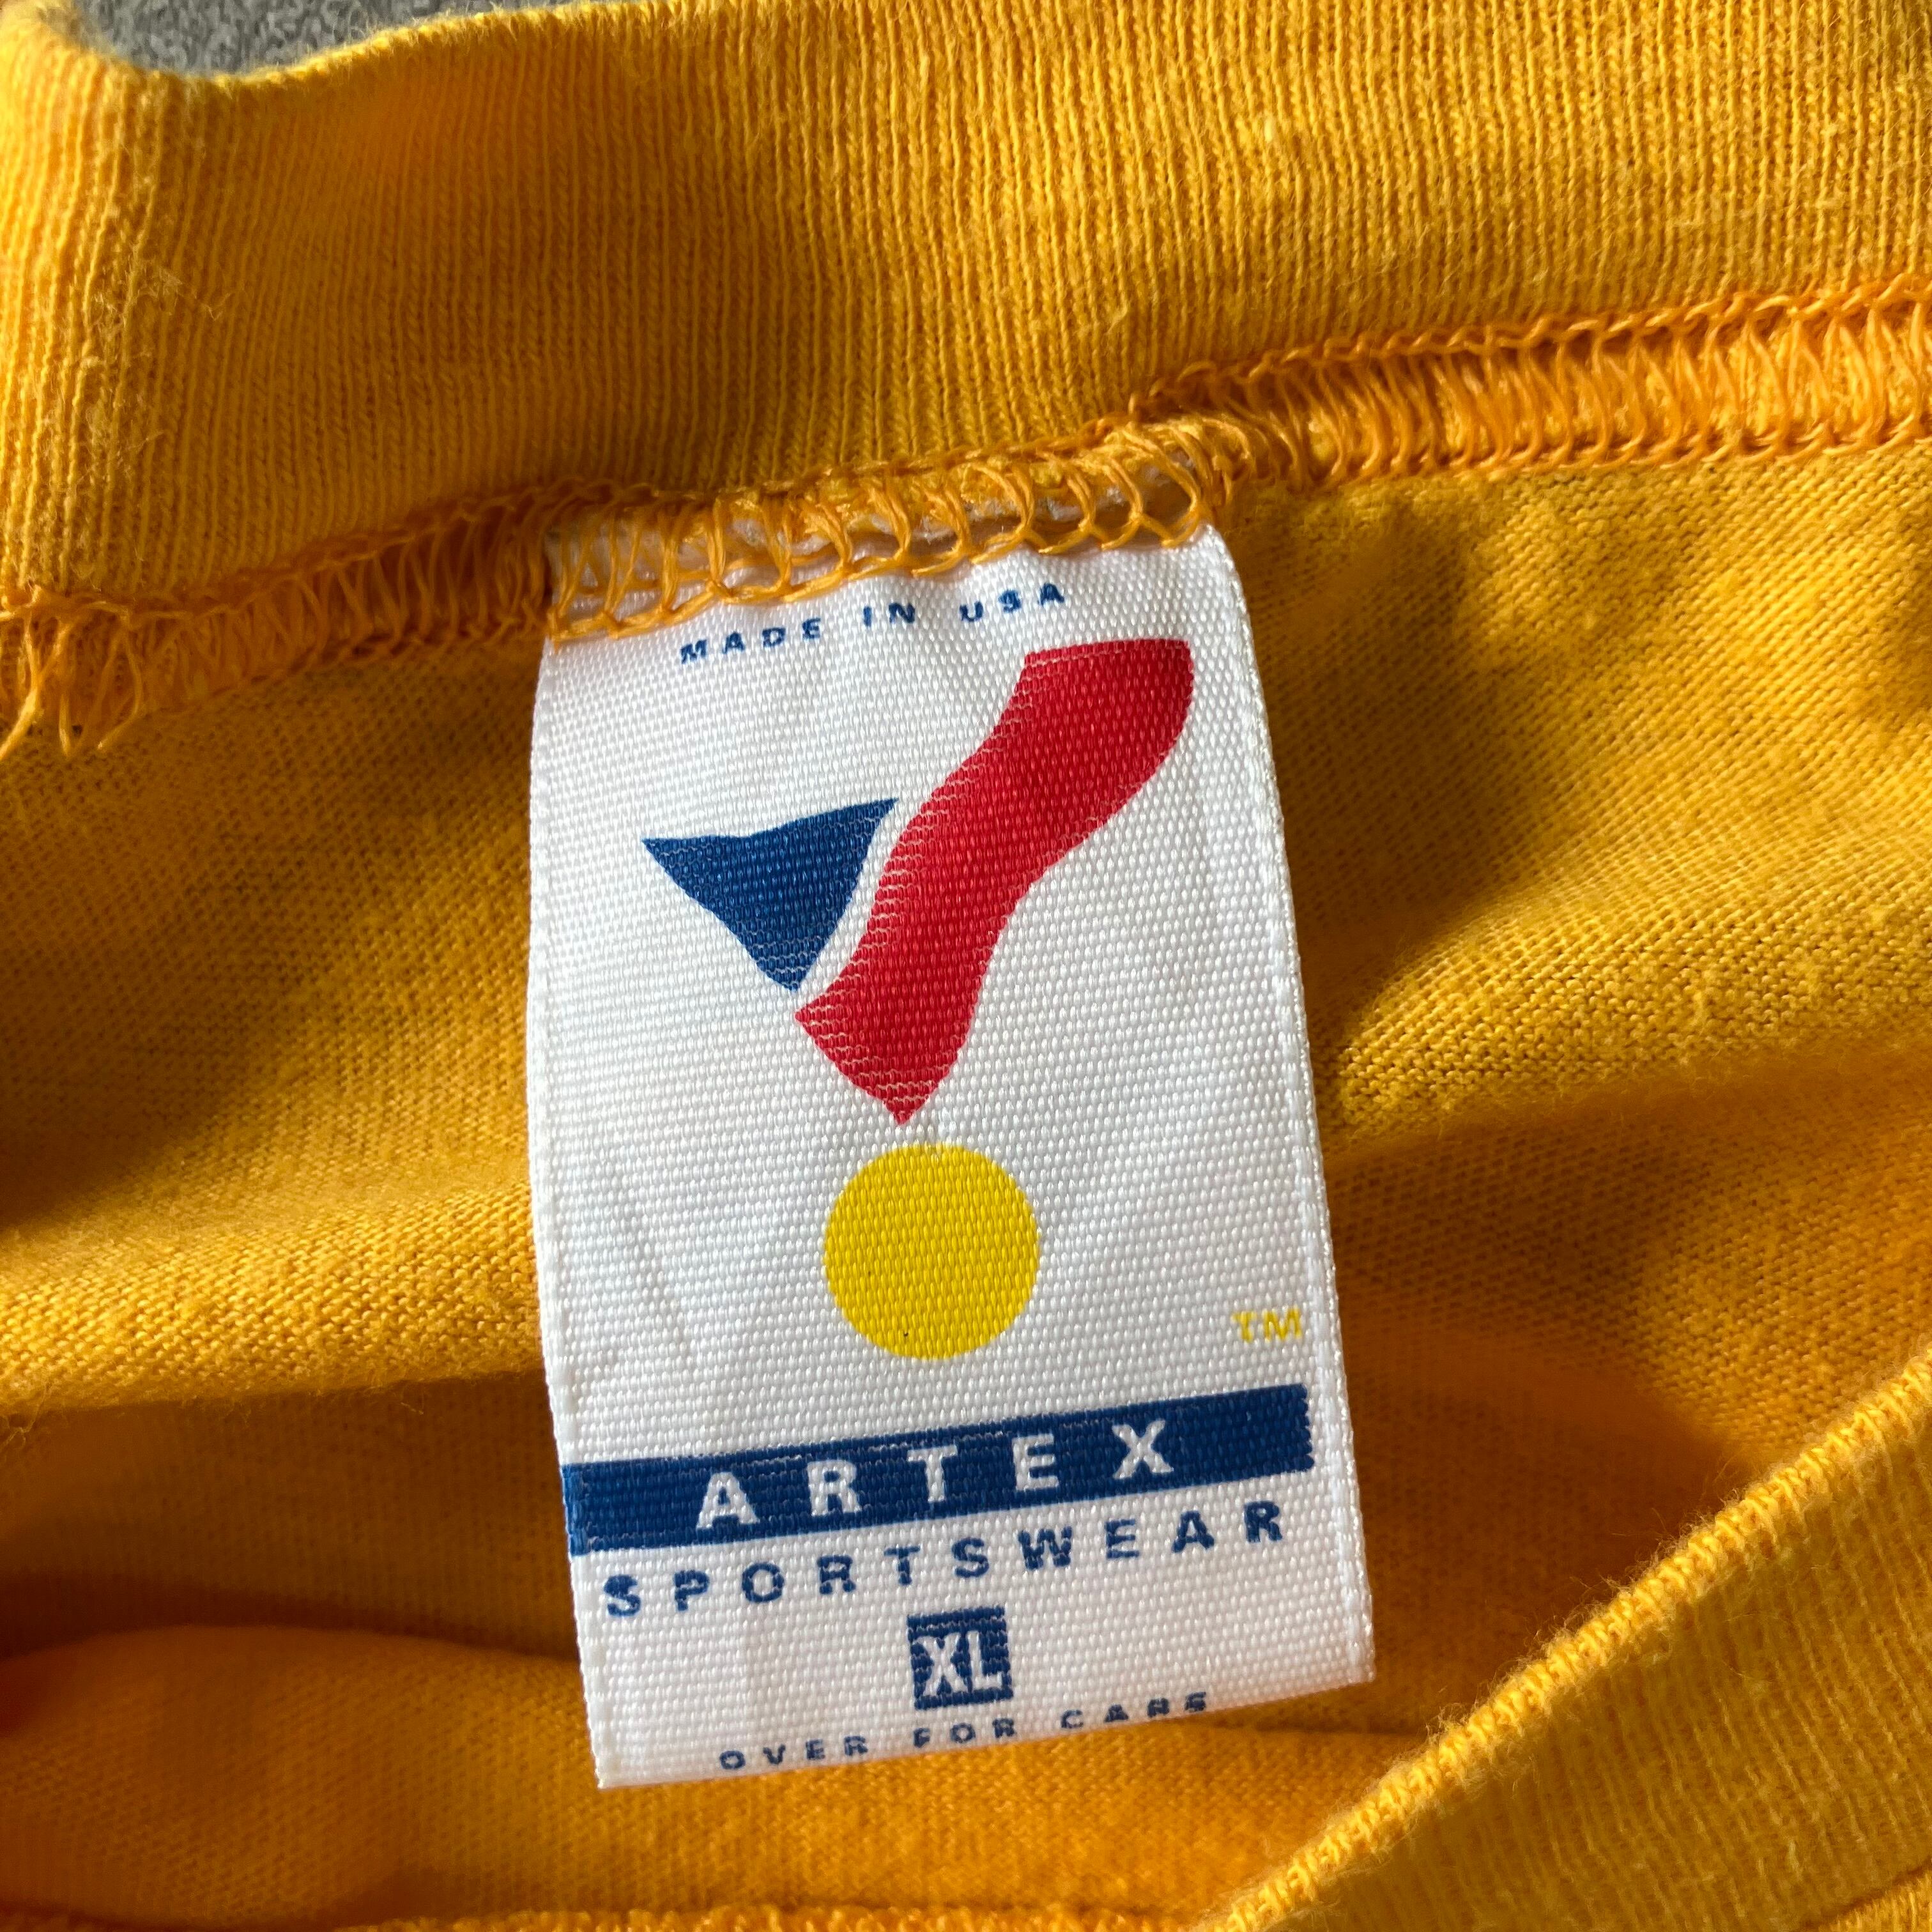 MADE IN USA
TM
ARTEX
SPORTSWEAR
XL
OVER FOR CARE